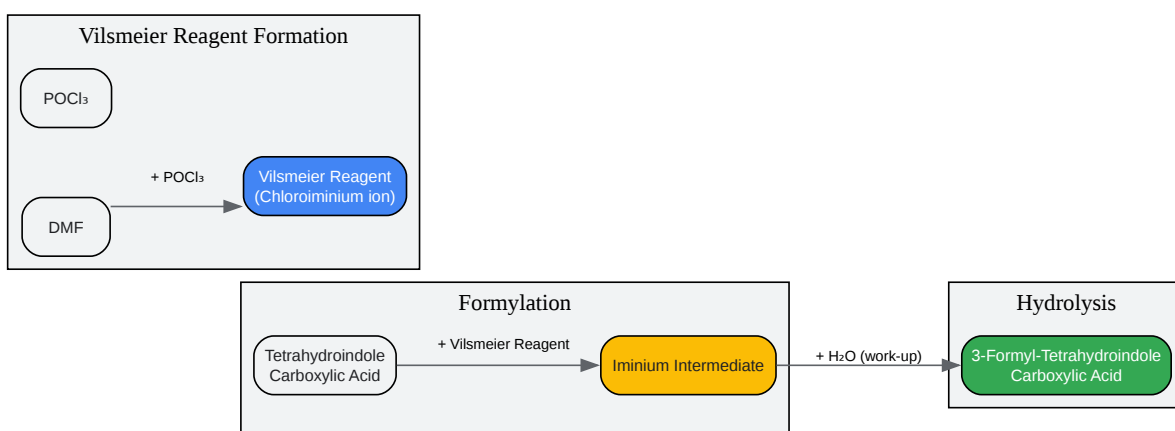 Vilsmeier Reagent Formation
POCl₃
+ POCl₃
Vilsmeier Reagent
(Chloroiminium ion)
DMF
Formylation
Tetrahydroindole
Carboxylic Acid
+ Vilsmeier Reagent
Iminium Intermediate
+ H₂O (work-up)
Hydrolysis
3-Formyl-Tetrahydroindole
Carboxylic Acid